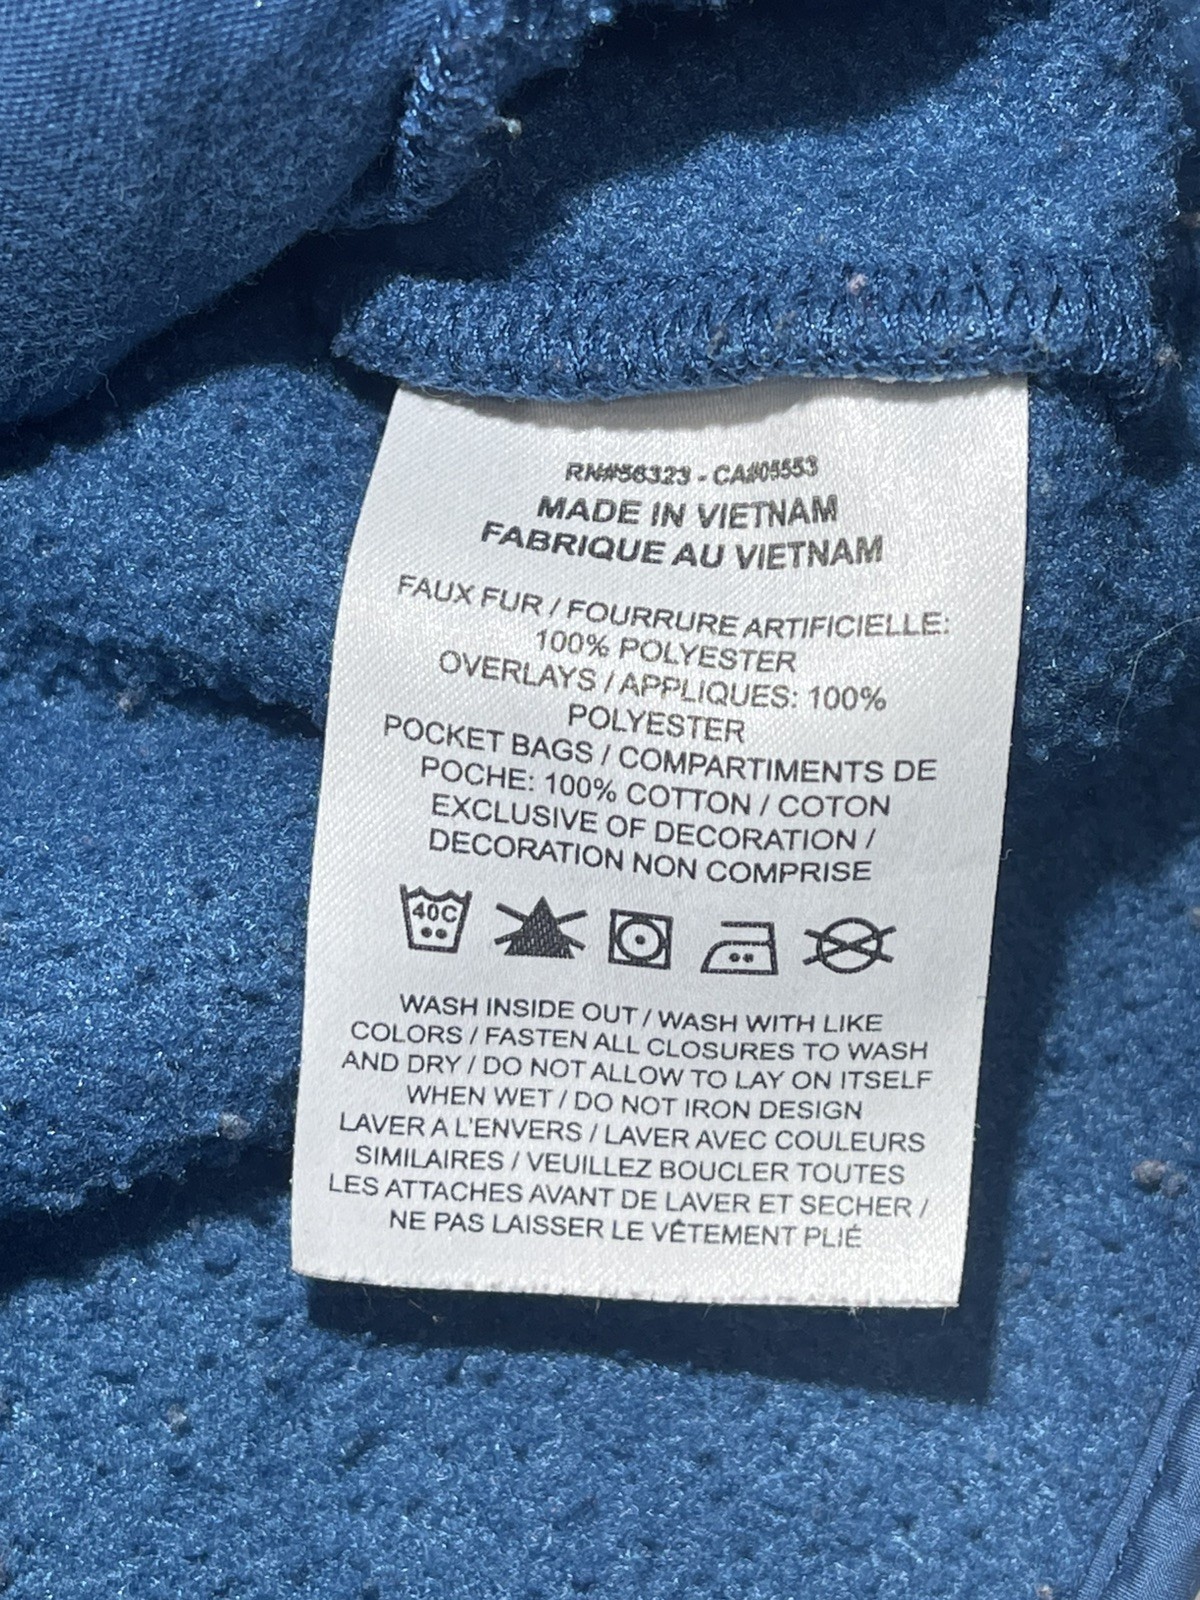 RN#56323 - CA#05553
MADE IN VIETNAM
FABRIQUE AU VIETNAM
FAUX FUR / FOURRURE ARTIFICIELLE:
100% POLYESTER
OVERLAYS / APPLIQUES: 100%
POLYESTER
POCKET BAGS / COMPARTIMENTS DE
POCHE: 100% COTTON / COTON
EXCLUSIVE OF DECORATION /
DECORATION NON COMPRISE
40C
WASH INSIDE OUT / WASH WITH LIKE
COLORS / FASTEN ALL CLOSURES TO WASH
AND DRY / DO NOT ALLOW TO LAY ON ITSELF
WHEN WET / DO NOT IRON DESIGN
LAVER A L'ENVERS / LAVER AVEC COULEURS
SIMILAIRES / VEUILLEZ BOUCLER TOUTES
LES ATTACHES AVANT DE LAVER ET SECHER /
NE PAS LAISSER LE VÊTEMENT PLIÉ